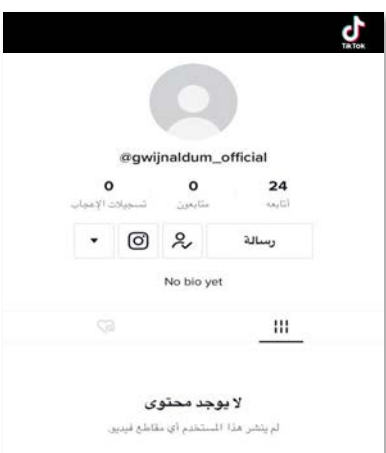 TikTok
@gwijnaldum_official
0 0 24
تسجيلات الإعجاب متابعون أتابعه
رسالة
No bio yet
لا يوجد محتوى
لم ينشر هذا المستخدم أي مقاطع فيديو.